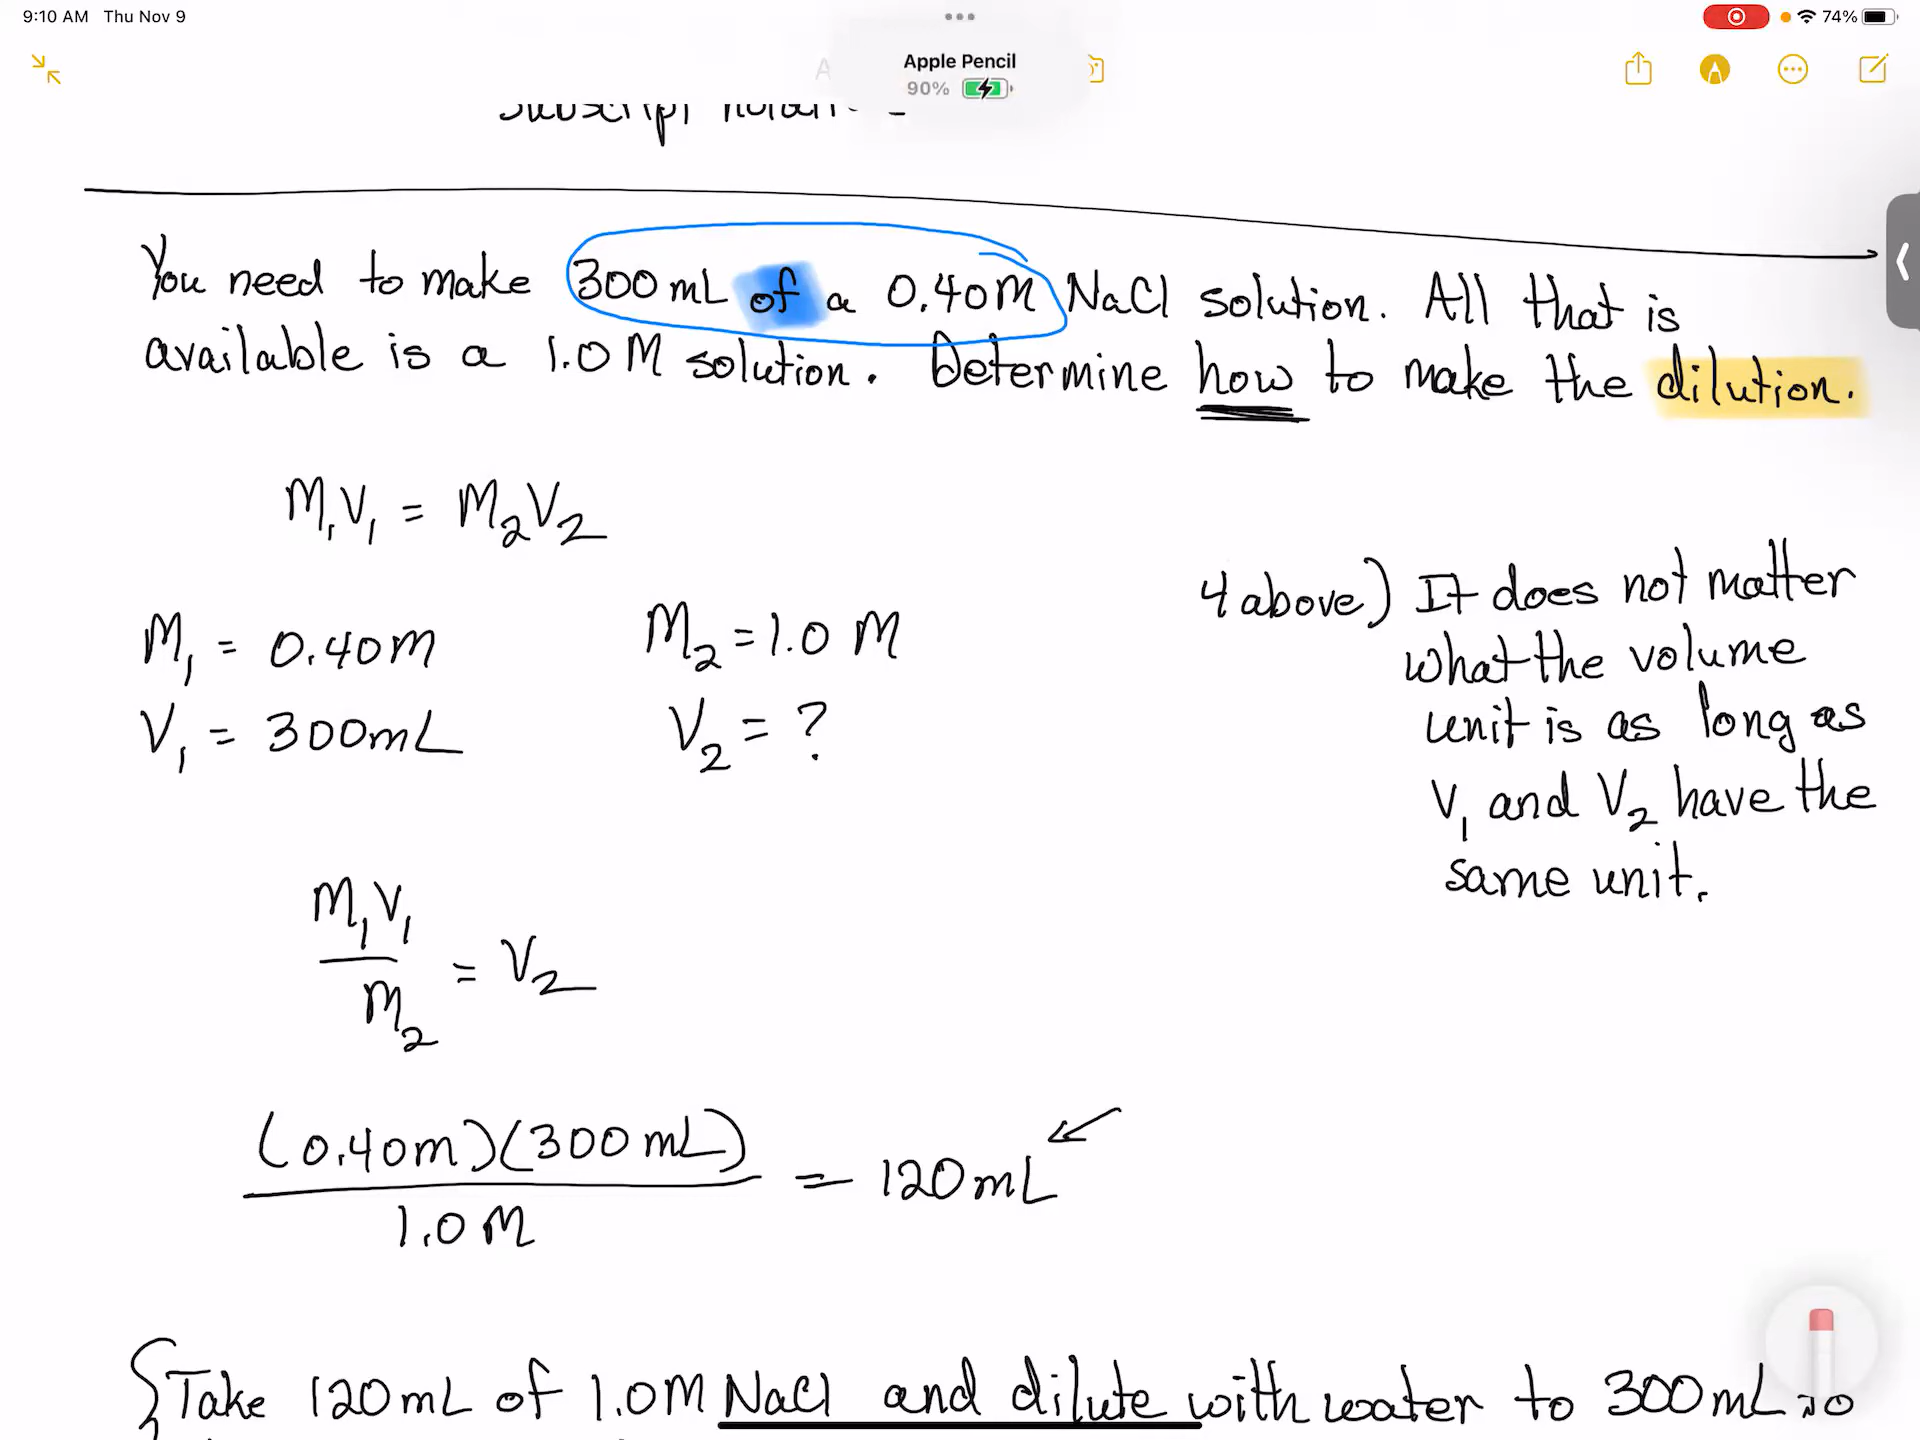 9:10 AM Thu Nov 9
74%
Apple Pencil
90%
You need to make 300 mL of a 0.40M NaCl solution. All that is
available is a 1.0 M solution. Determine how to make the dilution.
M₁V₁ = M₂V₂
M₁ = 0.40M M₂ = 1.0 M
V₁ = 300mL V₂ = ?
4 above.) It does not matter
what the volume
unit is as long as
V₁ and V₂ have the
same unit.
M₁V₁
= V₂
M₂
(0.40M)(300 mL)
= 120mL
1.0 M
Take 120mL of 1.0M NaCl and dilute with water to 300mL